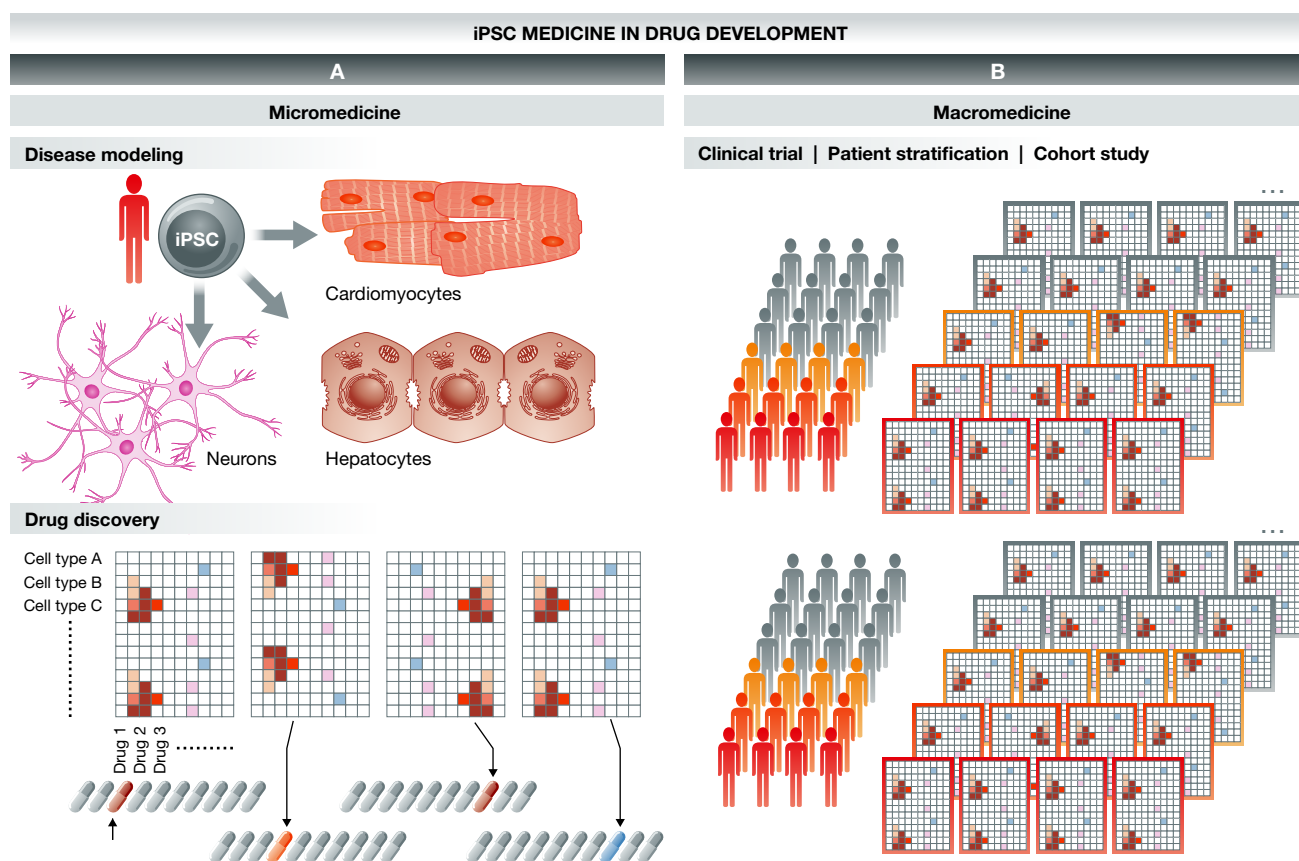 iPSC MEDICINE IN DRUG DEVELOPMENT
A
Micromedicine
Disease modeling
iPSC
Cardiomyocytes
Neurons
Hepatocytes
Drug discovery
Cell type A
Cell type B
Cell type C
Drug 1
Drug 2
Drug 3
B
Macromedicine
Clinical trial | Patient stratification | Cohort study
...
...